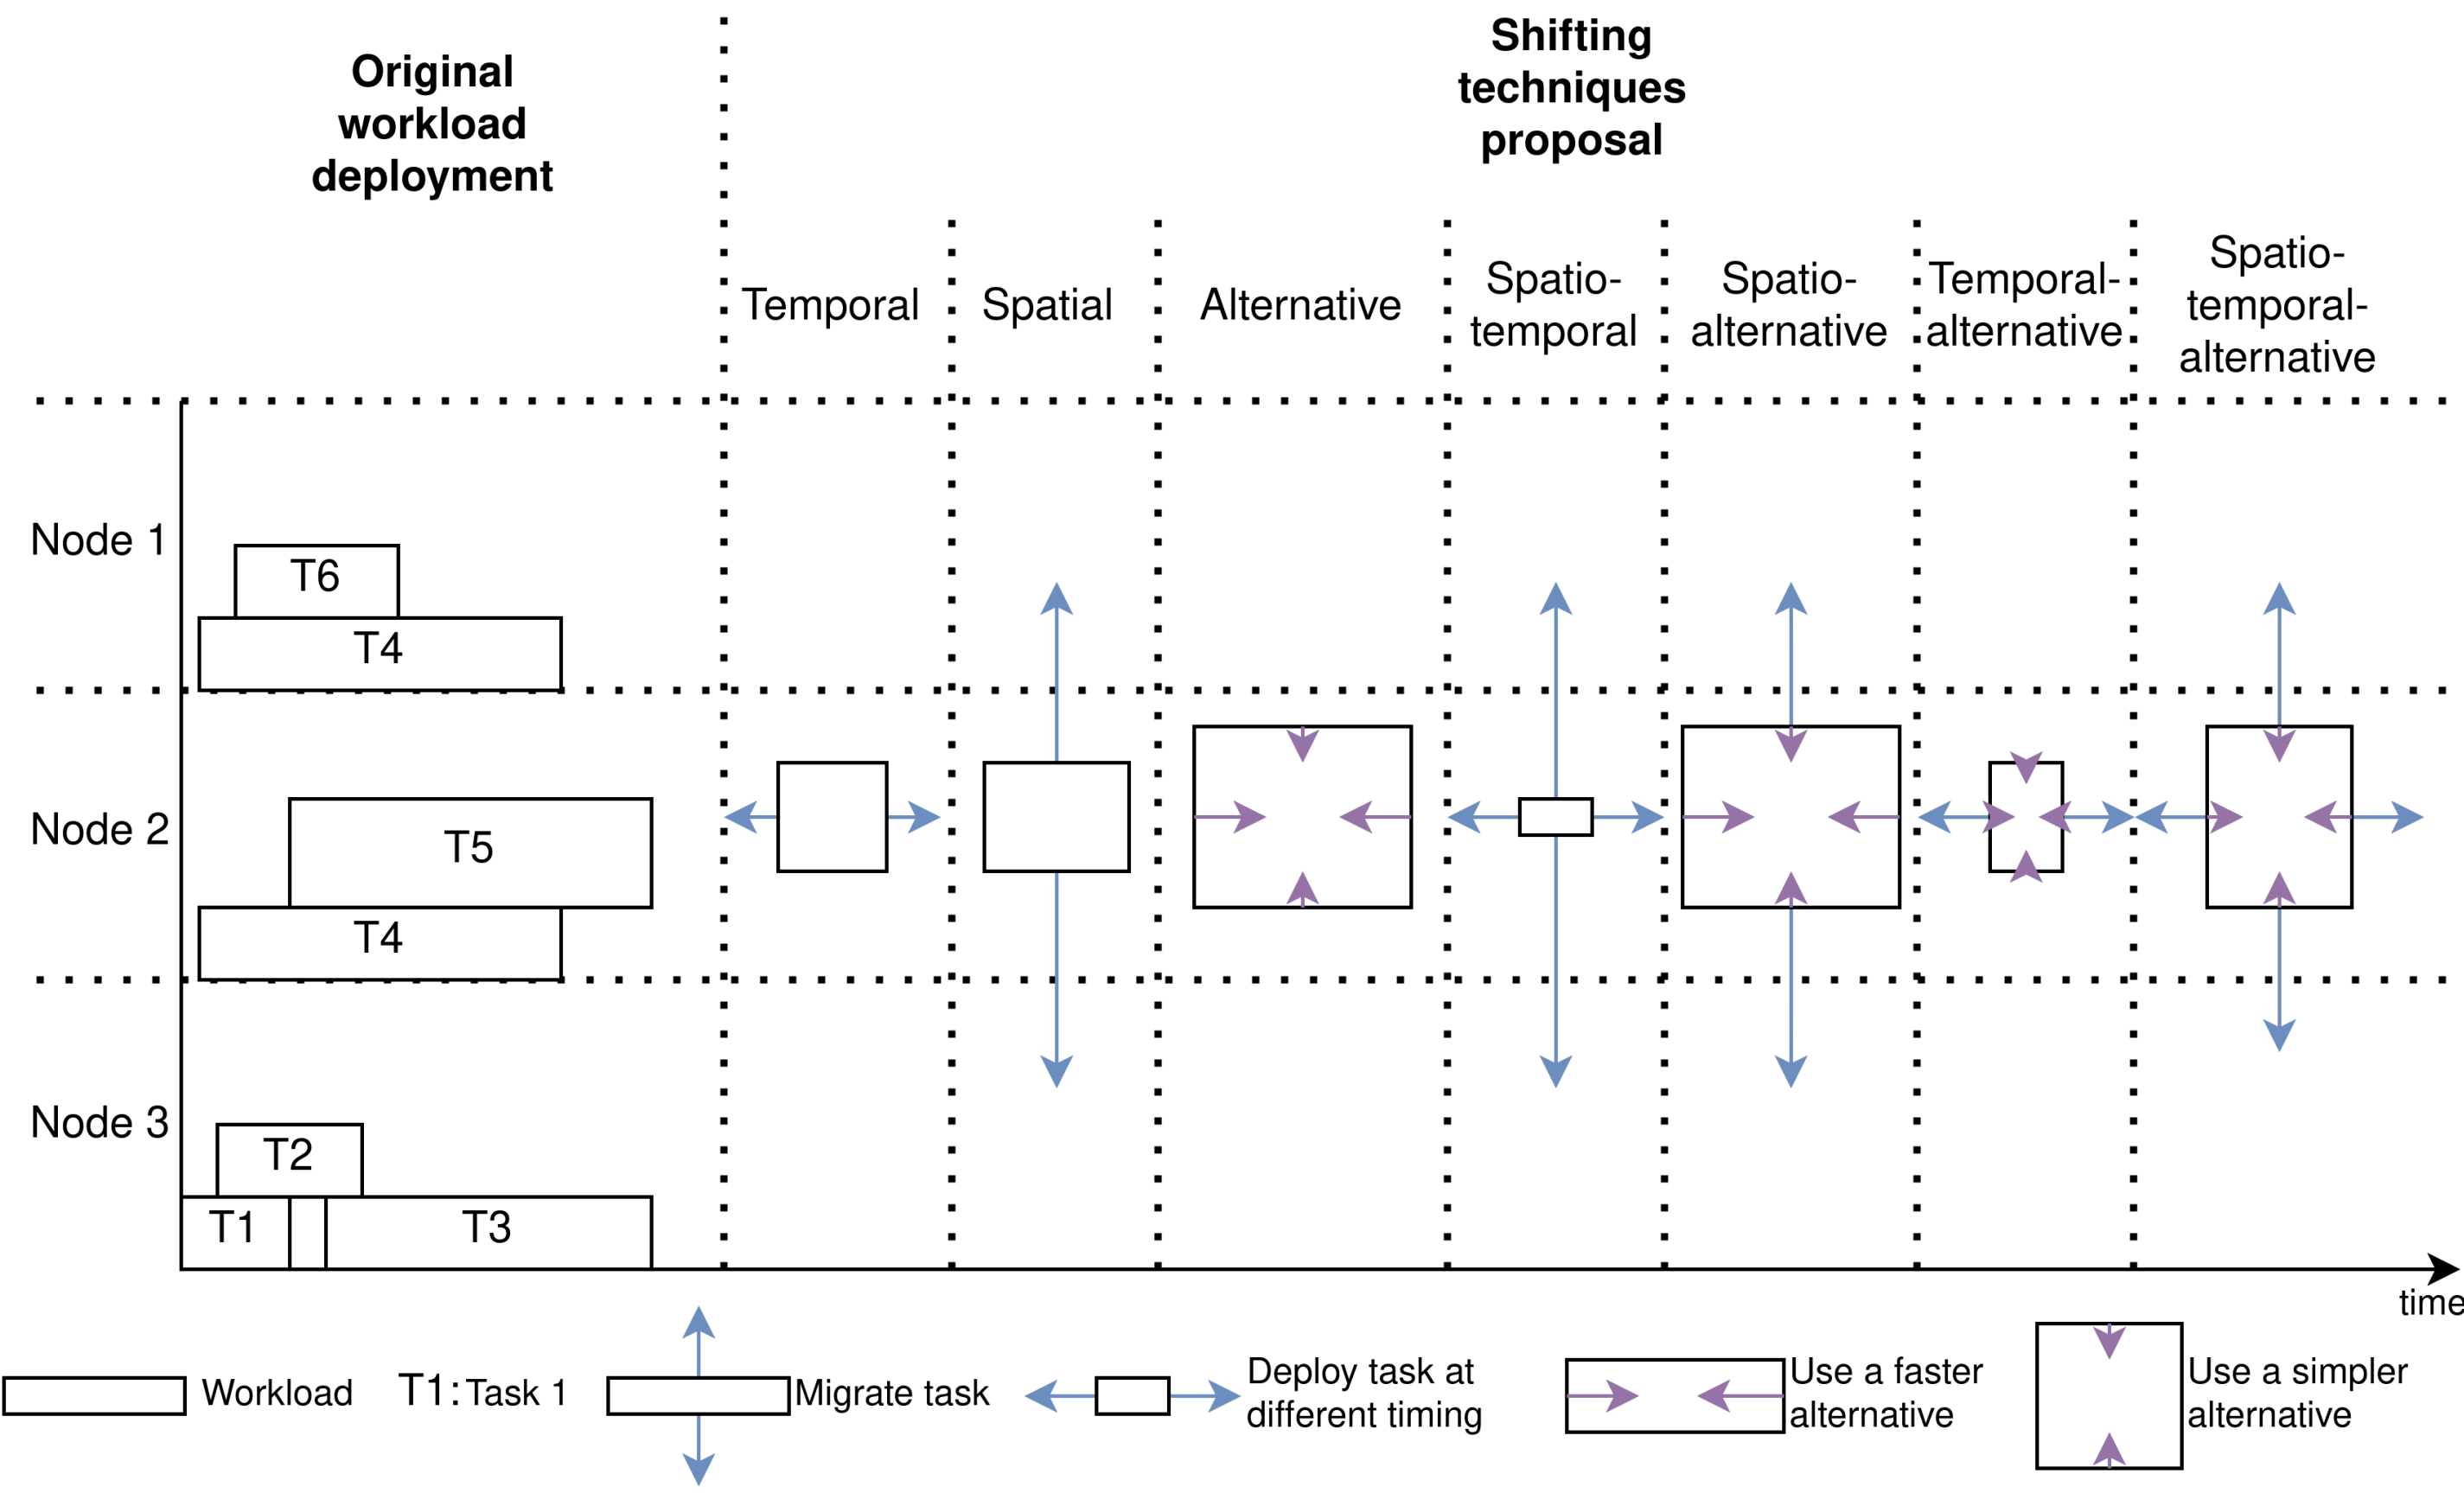 Original
workload
deployment
Shifting
techniques
proposal
Temporal
Spatial
Alternative
Spatio-
temporal
Spatio-
alternative
Temporal-
alternative
Spatio-
temporal-
alternative
Node 1
T6
T4
Node 2
T5
T4
Node 3
T2
T1
T3
time
Workload
T1: Task 1
Migrate task
Deploy task at
different timing
Use a faster
alternative
Use a simpler
alternative